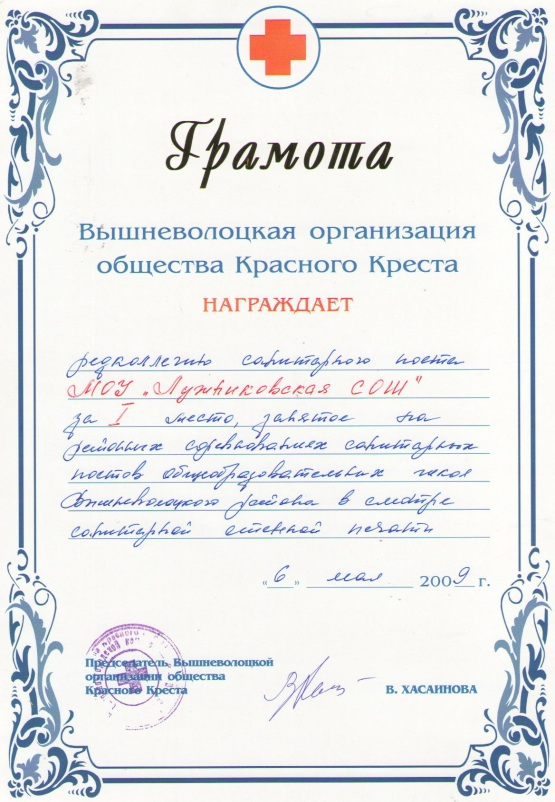 Грамота
Вышневолоцкая организация
общества Красного Креста
НАГРАЖДАЕТ
редколлегию санитарного поста
МОУ „Лужниковская СОШ"
за I место, занятое на
районных соревнованиях санитарных
постов общеобразовательных школ
Вышневолоцкого района в смотре
санитарной стенной печати
« 6 » мая 2009 г.
Председатель Вышневолоцкой
организации общества
Красного Креста
В. ХАСАИНОВА